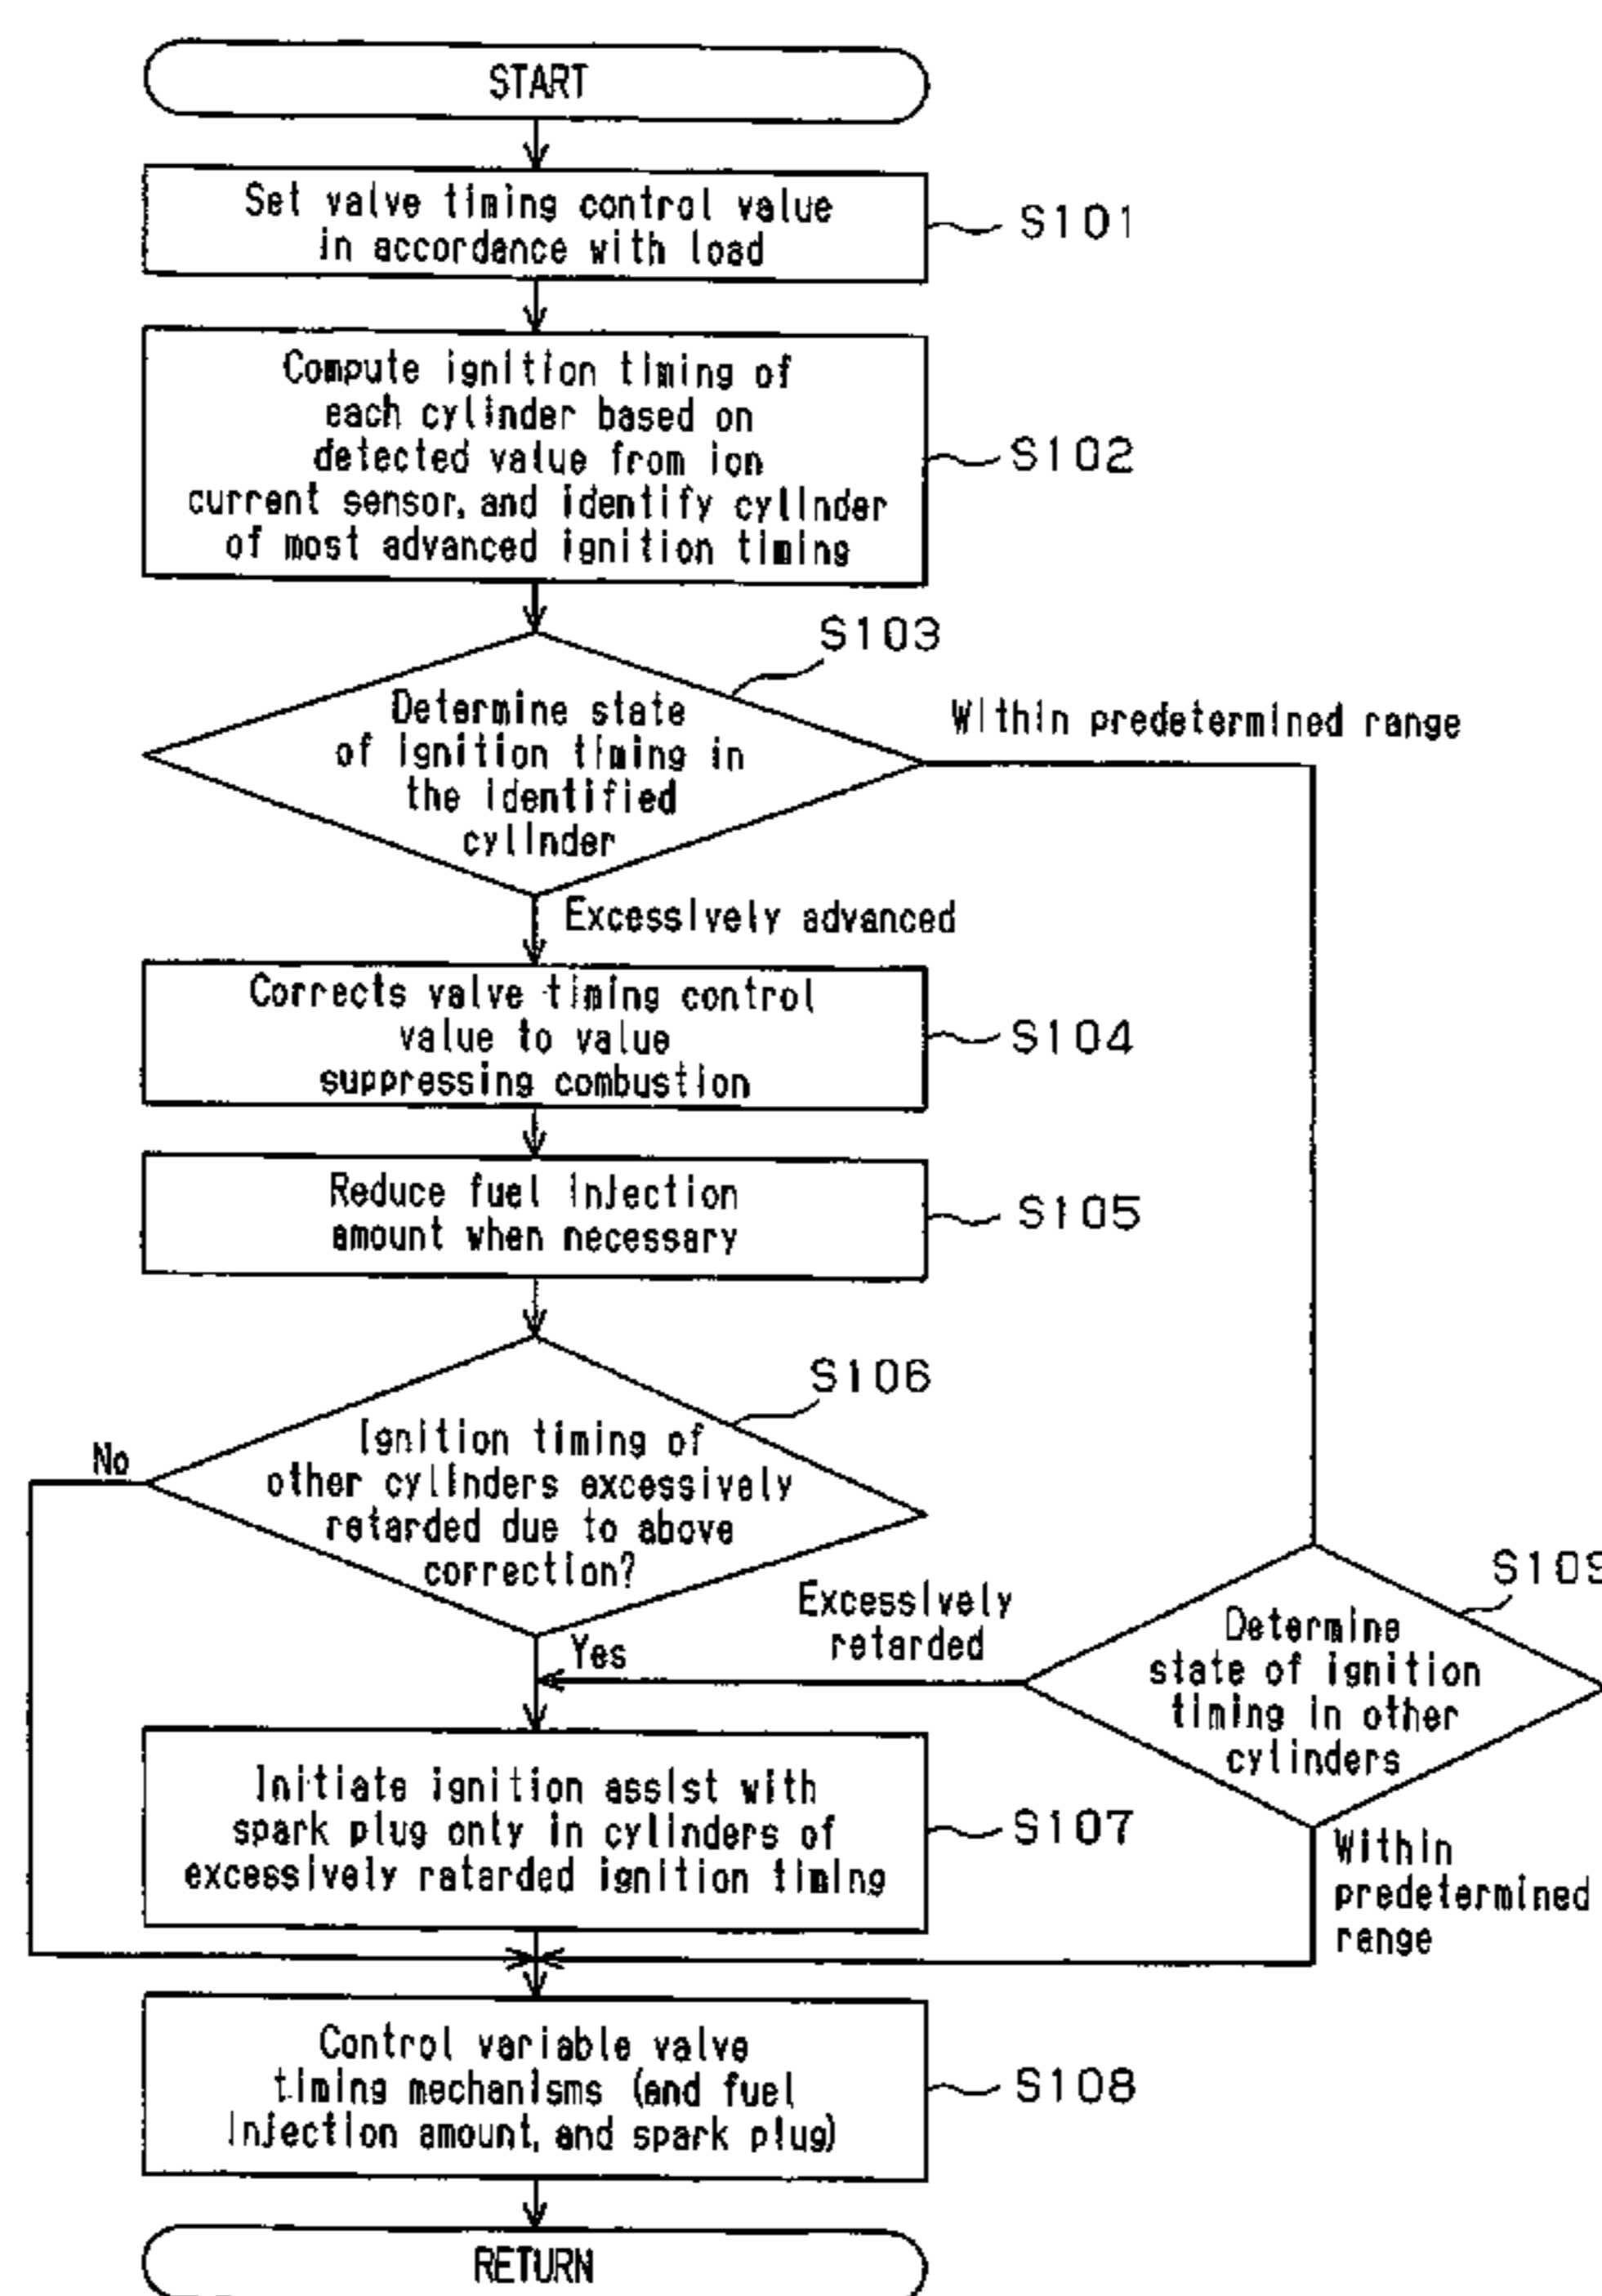 START
Set valve timing control value
in accordance with load
S101
Compute ignition timing of
each cylinder based on
detected value from ion
current sensor, and identify cylinder
of most advanced ignition timing
S102
S103
Determine state
of ignition timing in
the identified
cylinder
Within predetermined range
Excessively advanced
Corrects valve timing control
value to value
suppressing combustion
S104
Reduce fuel injection
amount when necessary
S105
S106
Ignition timing of
other cylinders excessively
retarded due to above
correction?
No
Yes
Excessively
retarded
S109
Determine
state of ignition
timing in other
cylinders
Initiate ignition assist with
spark plug only in cylinders of
excessively ratarded ignition timing
S107
Within
predetermined
range
Control variable valve
timing mechanisms (and fuel
injection amount, and spark plug)
S108
RETURN